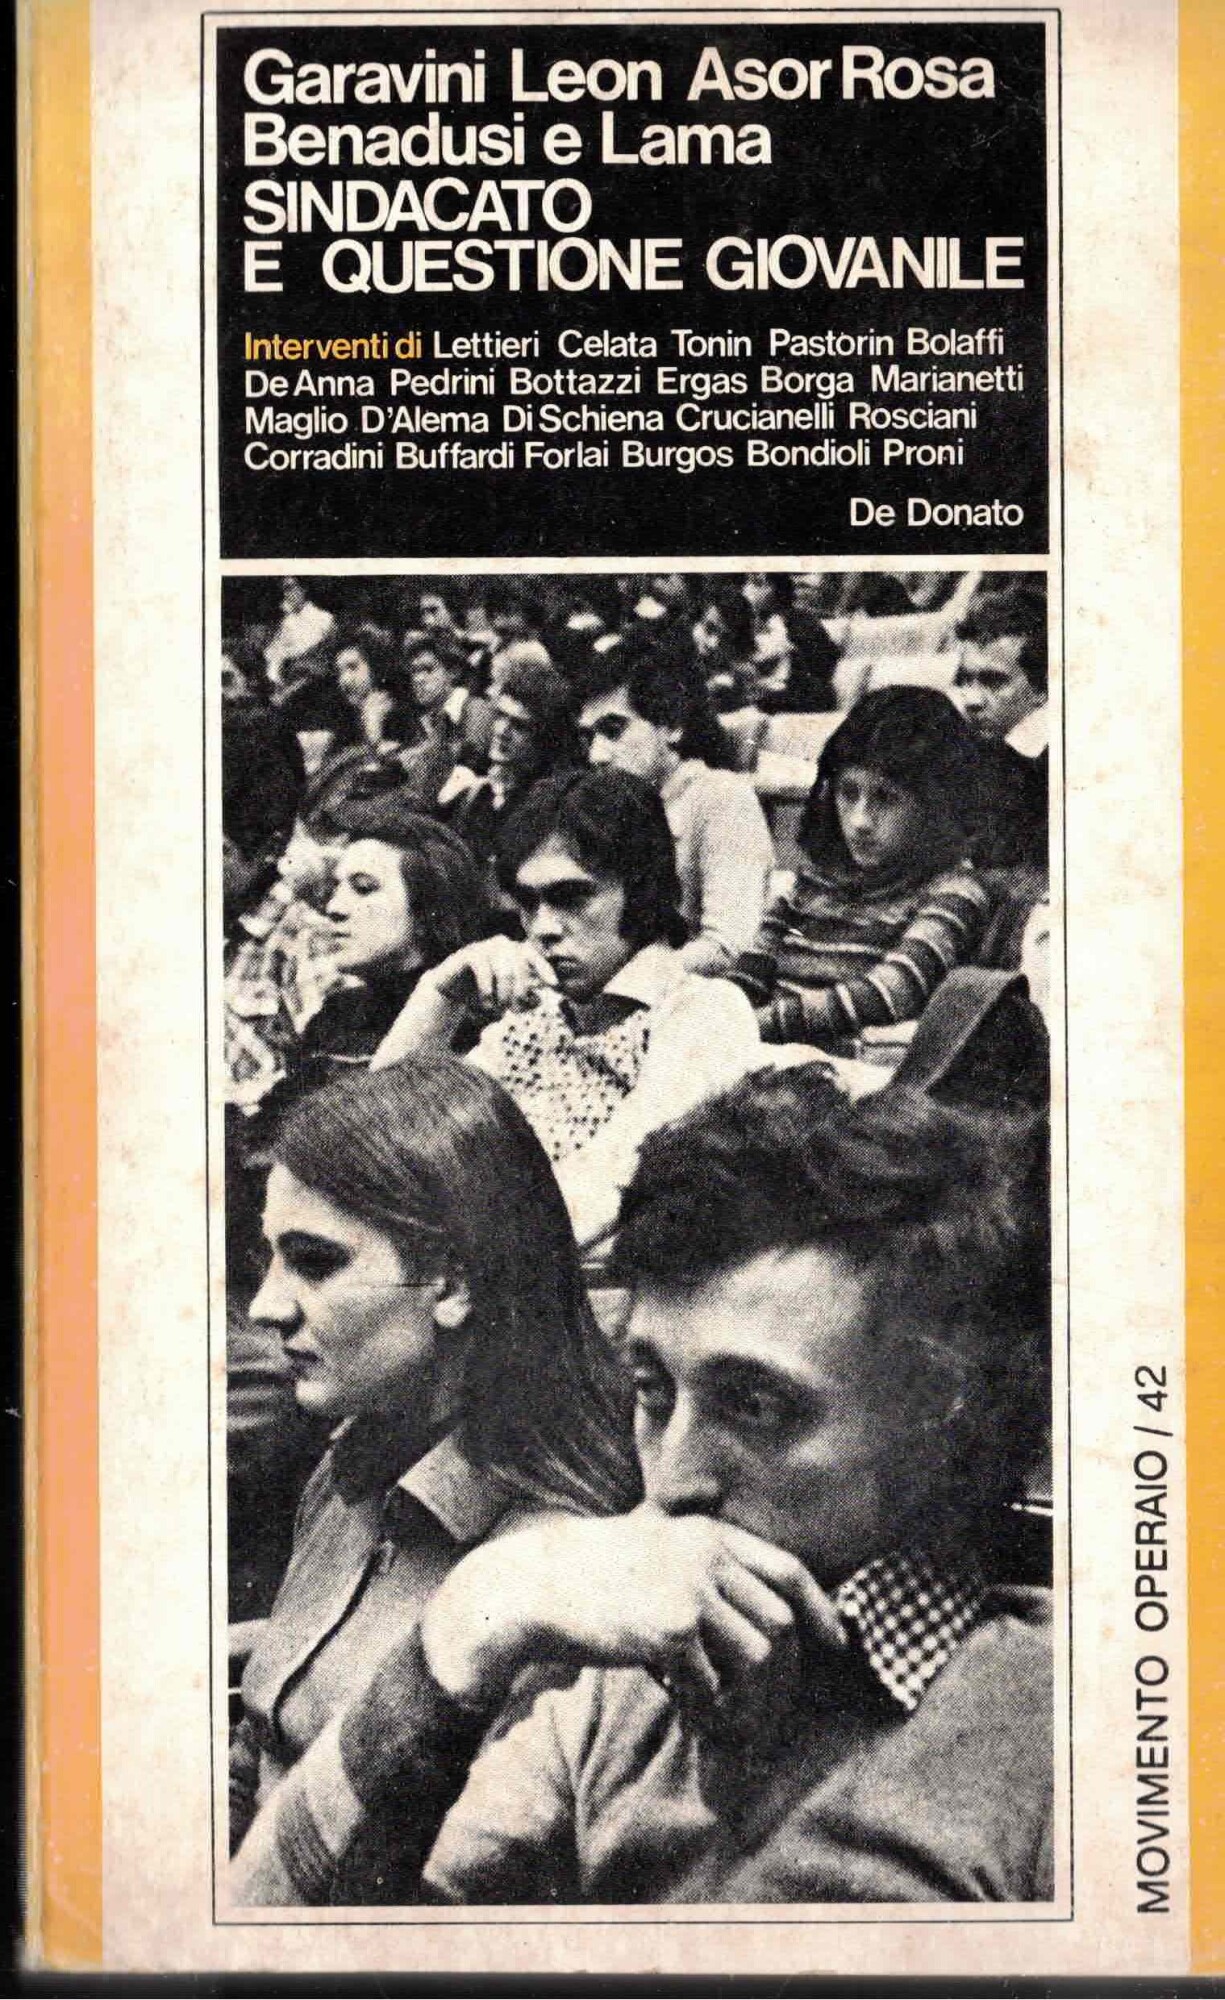 Garavini Leon Asor Rosa
Benadusi e Lama
SINDACATO
E QUESTIONE GIOVANILE
Interventi di Lettieri Celata Tonin Pastorin Bolaffi
De Anna Pedrini Bottazzi Ergas Borga Marianetti
Maglio D'Alema Di Schiena Crucianelli Rosciani
Corradini Buffardi Forlai Burgos Bondioli Proni
De Donato
MOVIMENTO OPERAIO / 42